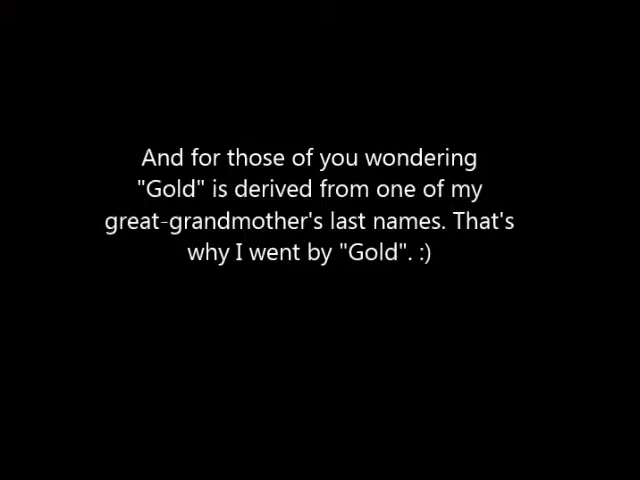 And for those of you wondering
"Gold" is derived from one of my
great-grandmother's last names. That's
why I went by "Gold". :)